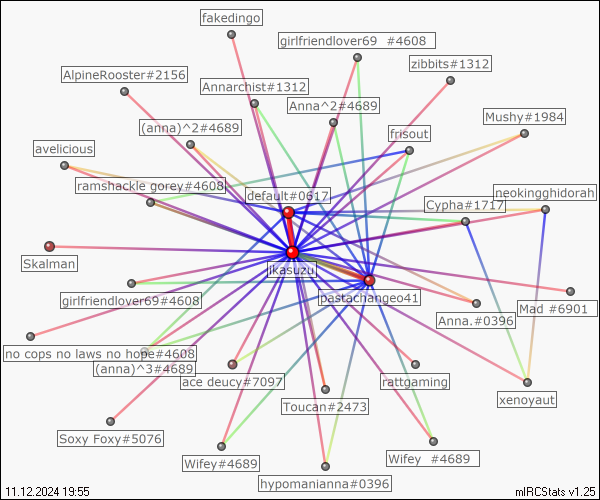 fakedingo
girlfriendlover69 #4608
zibbits#1312
AlpineRooster#2156
Annarchist#1312
Anna^2#4689
Mushy#1984
(anna)^2#4689
frisout
avelicious
ramshackle gorey#4608
default#0617
neokingghidorah
Cypha#1717
Skalman
ikasuzu
pastachangeo41
girlfriendlover69#4608
Mad #6901
Anna.#0396
no cops no laws no hope#4608
(anna)^3#4689
ace deucy#7097
rattgaming
Toucan#2473
xenoyaut
Soxy Foxy#5076
Wifey#4689
Wifey #4689
hypomanianna#0396
11.12.2024 19:55
mIRCStats v1.25